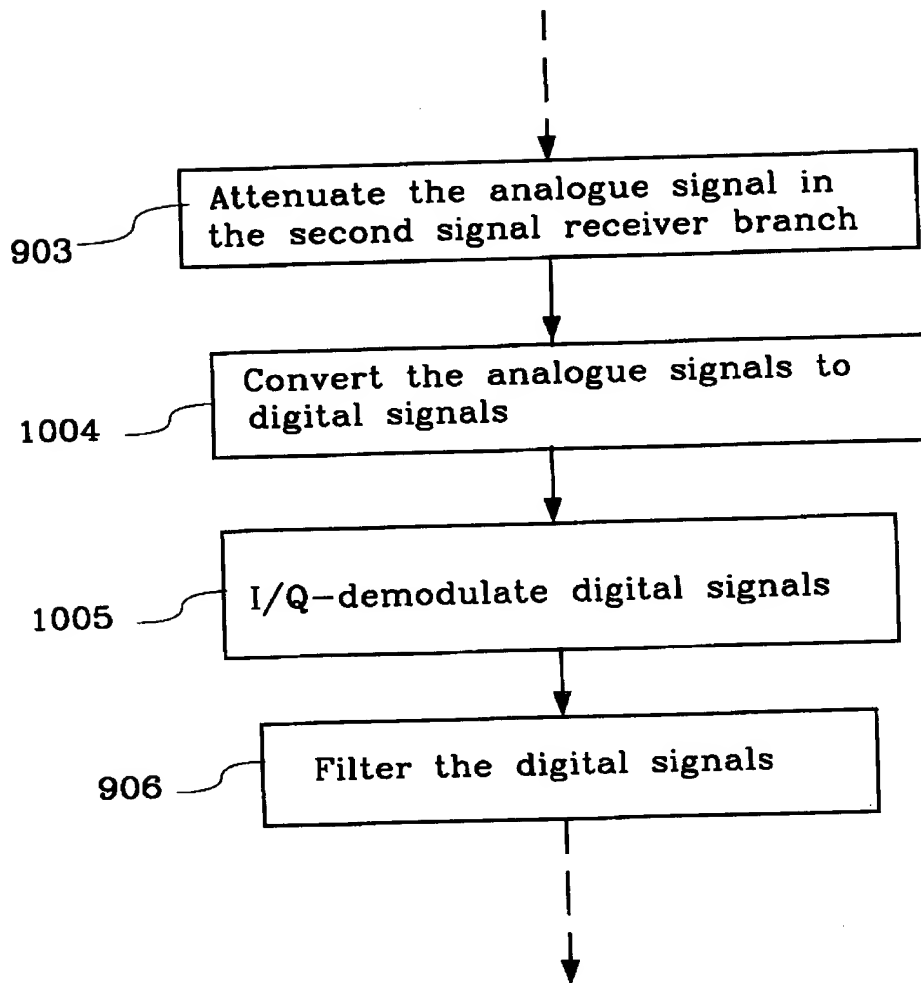 Attenuate the analogue signal in
the second signal receiver branch
903
Convert the analogue signals to
digital signals
1004
I/Q-demodulate digital signals
1005
Filter the digital signals
906